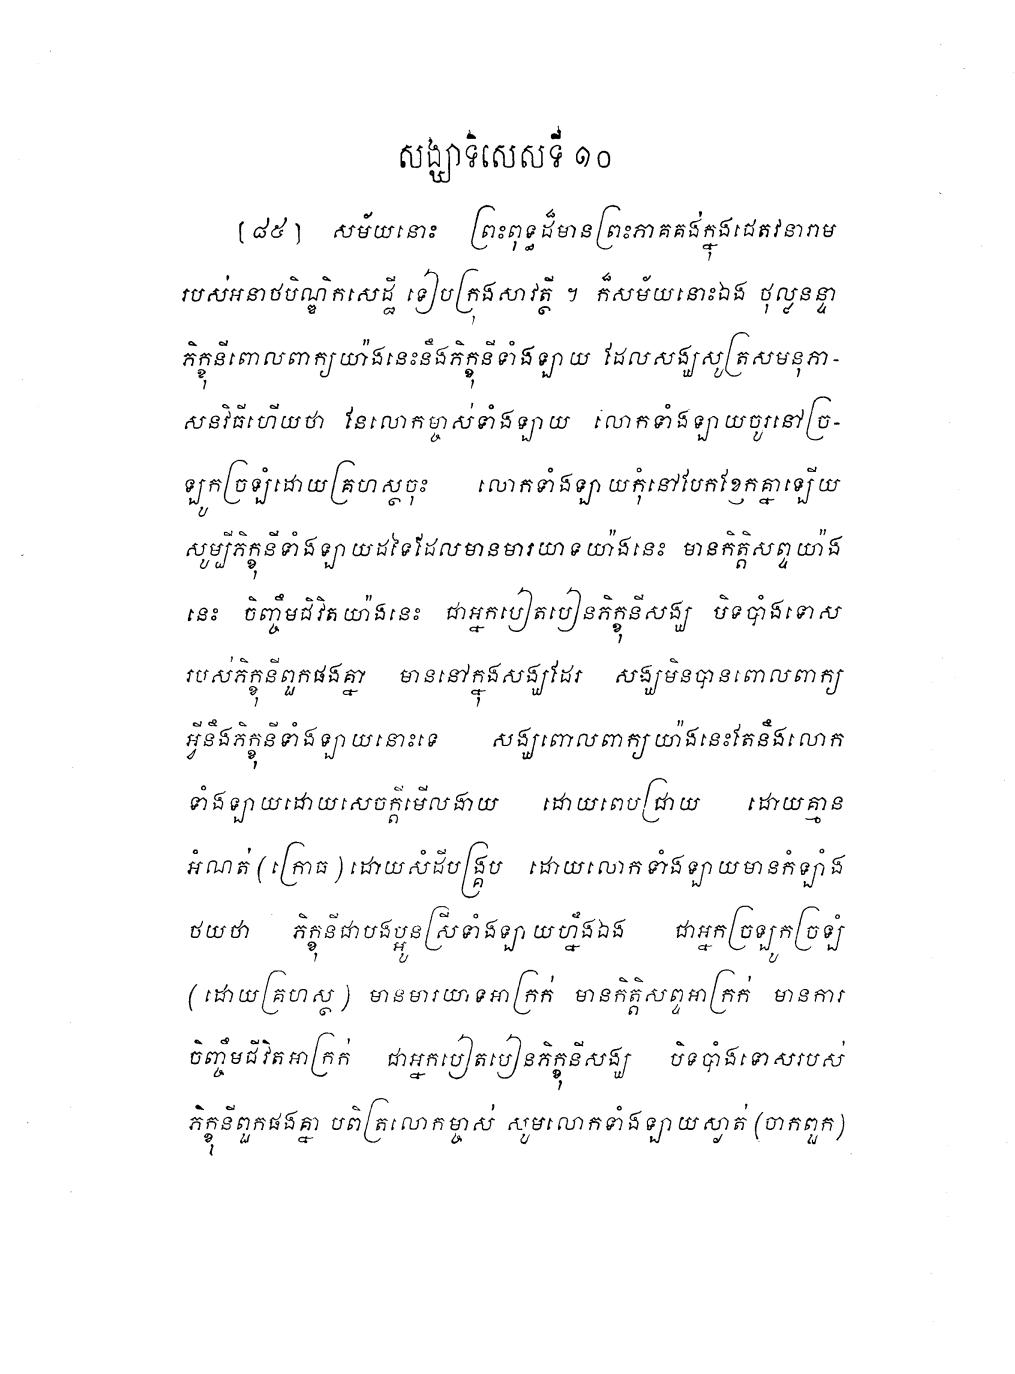 សង្ឃាទិសេសទី ១០
[៨៥] សម័យនោះ ព្រះពុទ្ធដ៏មានព្រះភាគគង់ក្នុងជេតវនារាម
របស់អនាថបិណ្ឌិកសេដ្ឋី ទៀបក្រុងសាវត្ថី ។ ក៏សម័យនោះឯង ថុល្លនន្ទា
ភិក្ខុនីពោលពាក្យយ៉ាងនេះនឹងភិក្ខុនីទាំងឡាយ ដែលសង្ឃសូត្រសមនុភា-
សនវិធីហើយថា នែលោកម្ចាស់ទាំងឡាយ លោកទាំងឡាយចូរនៅច្រ-
ឡូកច្រឡំដោយគ្រហស្ថចុះ លោកទាំងឡាយកុំនៅបែកខ្ញែកគ្នាឡើយ
សូម្បីភិក្ខុនីទាំងឡាយដទៃដែលមានមារយាទយ៉ាងនេះ មានកិត្តិសព្ទយ៉ាង
នេះ ចិញ្ចឹមជិវិតយ៉ាងនេះ ជាអ្នកបៀតបៀនភិក្ខុនីសង្ឃ បិទបាំងទោស
របស់ភិក្ខុនីពួកផងគ្នា មាននៅក្នុងសង្ឃដែរ សង្ឃមិនបានពោលពាក្យ
អ្វីនឹងភិក្ខុនីទាំងឡាយនោះទេ សង្ឃពោលពាក្យយ៉ាងនេះតែនឹងលោក
ទាំងឡាយដោយសេចក្តីមើលងាយ ដោយពេបជ្រាយ ដោយគ្មាន
អំណត់ (ក្រោធ) ដោយសំដីបង្គ្រប ដោយលោកទាំងឡាយមានកំឡាំង
ថយថា ភិក្ខុនីជាបងប្អូនស្រីទាំងឡាយហ្នឹងឯង ជាអ្នកច្រឡូកច្រឡំ
(ដោយគ្រហស្ថ) មានមារយាទអាក្រក់ មានកិត្តិសព្ទអាក្រក់ មានការ
ចិញ្ចឹមជីវិតអាក្រក់ ជាអ្នកបៀតបៀនភិក្ខុនីសង្ឃ បិទបាំងទោសរបស់
ភិក្ខុនីពួកផងគ្នា បពិត្រលោកម្ចាស់ សូមលោកទាំងឡាយស្ងាត់ (ចាកពួក)